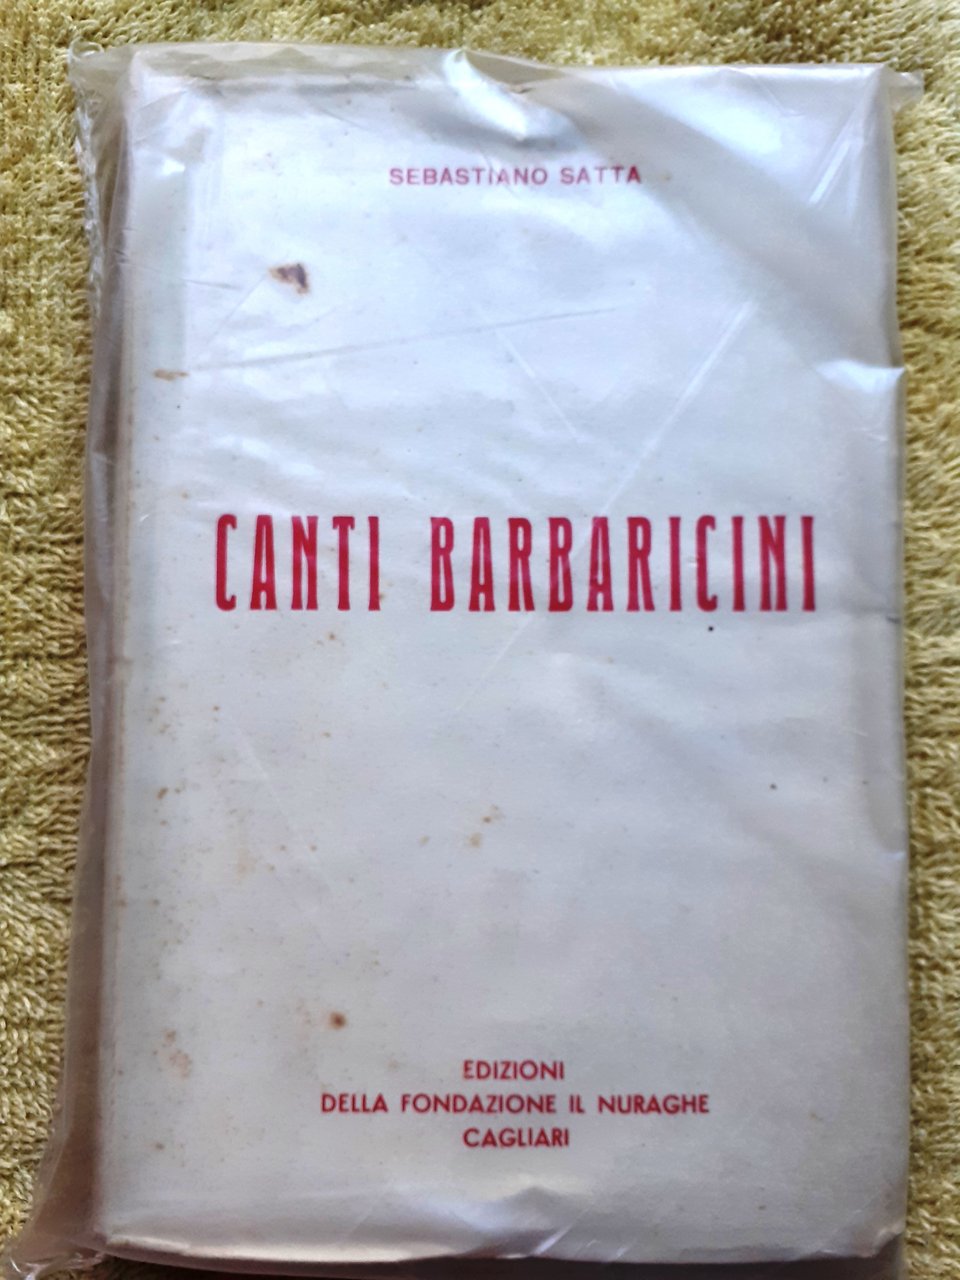 SEBASTIANO SATTA
CANTI BARBARICINI
EDIZIONI
DELLA FONDAZIONE IL NURAGHE
CAGLIARI